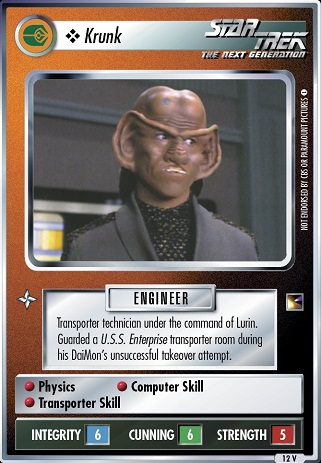 ❖ Krunk
STAR TREK
THE NEXT GENERATION
NOT ENDORSED BY CBS OR PARAMOUNT PICTURES
ENGINEER
Transporter technician under the command of Lurin.
Guarded a U.S.S. Enterprise transporter room during
his DaiMon's unsuccessful takeover attempt.
Physics Computer Skill
Transporter Skill
INTEGRITY 6 CUNNING 6 STRENGTH 5
12 V